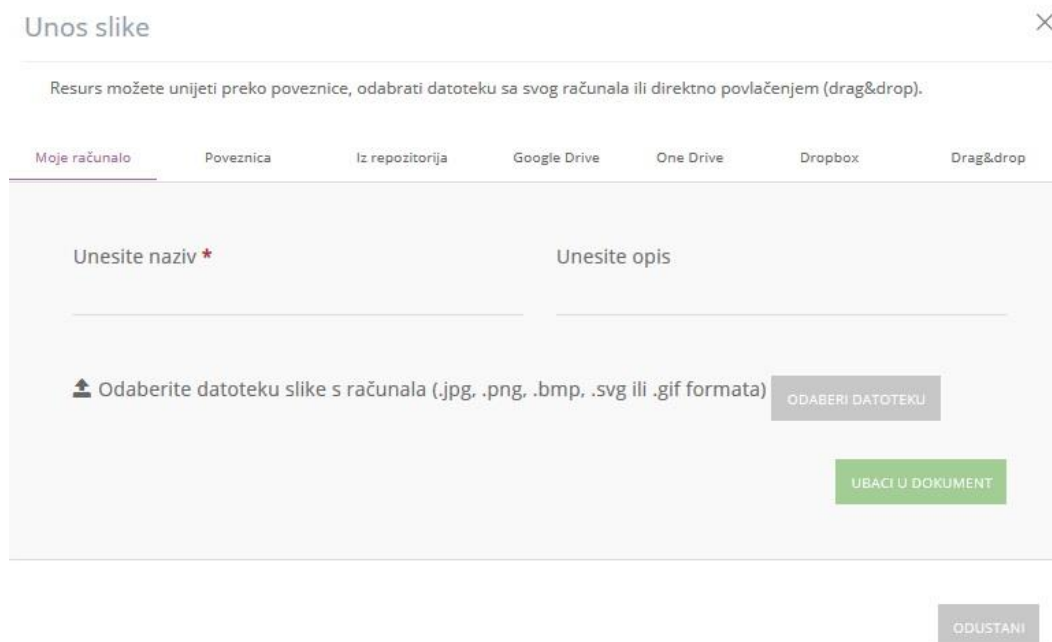 Unos slike
Resurs možete unijeti preko poveznice, odabrati datoteku sa svog računala ili direktno povlačenjem (drag&drop).
Moje računalo Poveznica Iz repozitorija Google Drive One Drive Dropbox Drag&drop
Unesite naziv * Unesite opis
Odaberite datoteku slike s računala (.jpg, .png, .bmp, .svg ili .gif formata) ODABERI DATOTEKU
UBACI U DOKUMENT
ODUSTANI